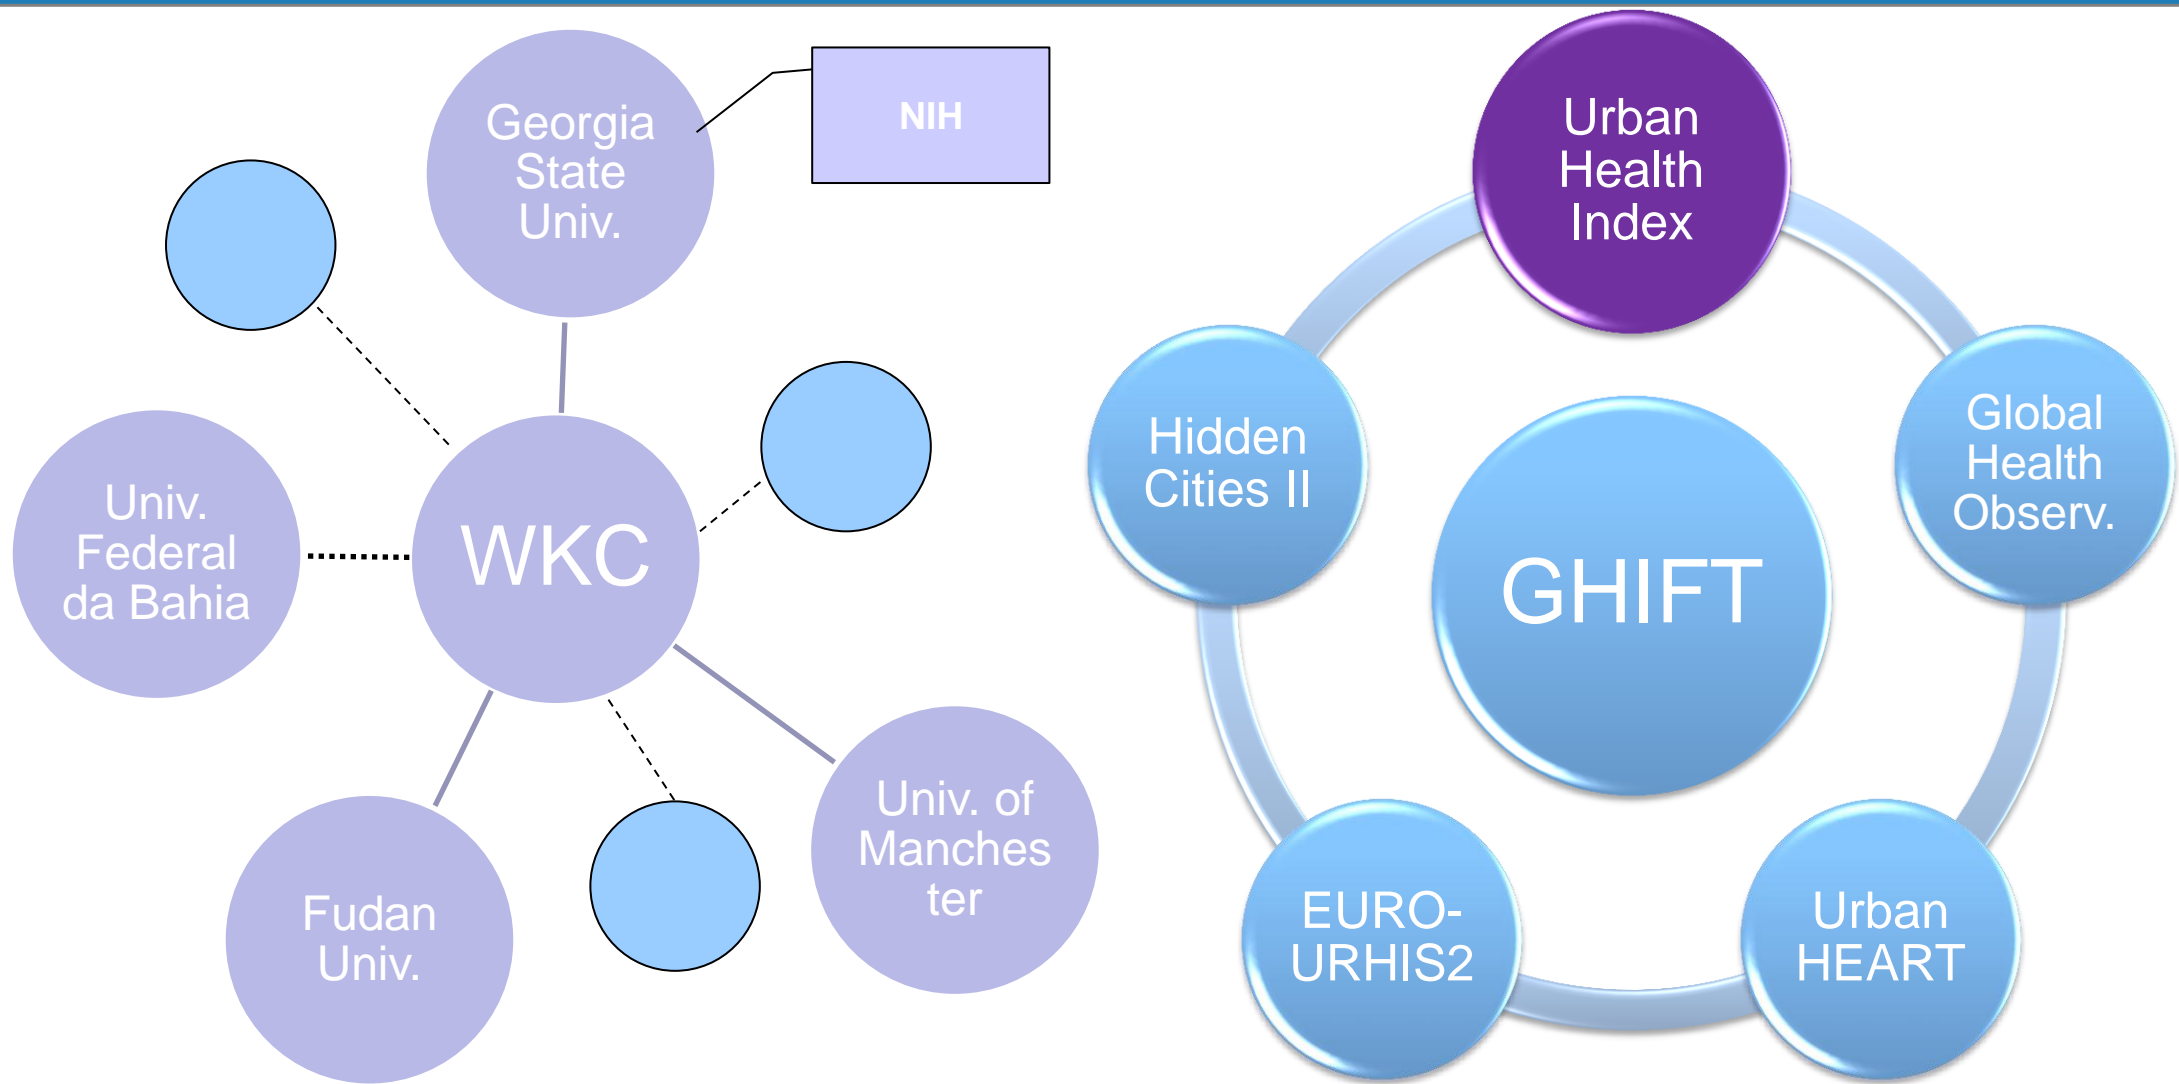 Georgia
State
Univ.
NIH
Univ.
Federal
da Bahia
WKC
Fudan
Univ.
Univ. of
Manches
ter
Urban
Health
Index
Hidden
Cities II
Global
Health
Observ.
GHIFT
EURO-
URHIS2
Urban
HEART